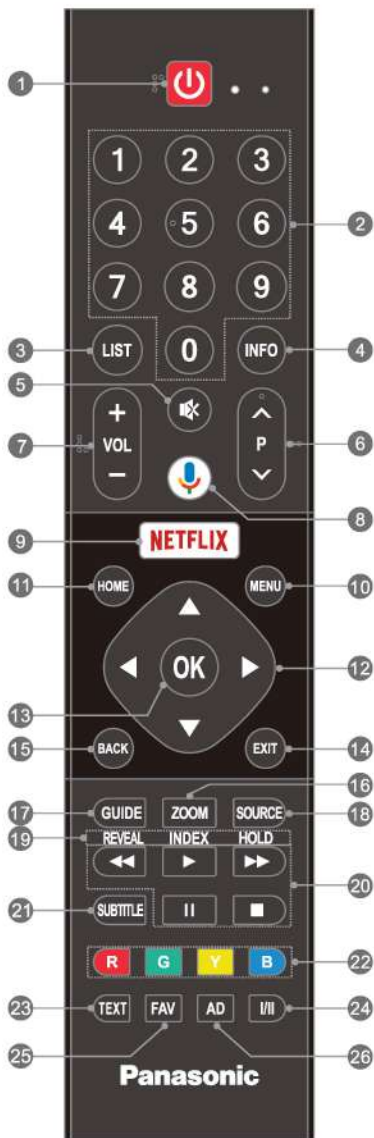 1
1 2 3
4 5 6 2
7 8 9
3 LIST 0 INFO 4
5
+ ^
7 VOL P 6
−
8
9 NETFLIX
11 HOME MENU 10
OK 12
13
15 BACK EXIT 14
16
17 GUIDE ZOOM SOURCE 18
19 REVEAL INDEX HOLD
20
21 SUBTITLE
R G Y B 22
23 TEXT FAV AD I/II 24
25 26
Panasonic